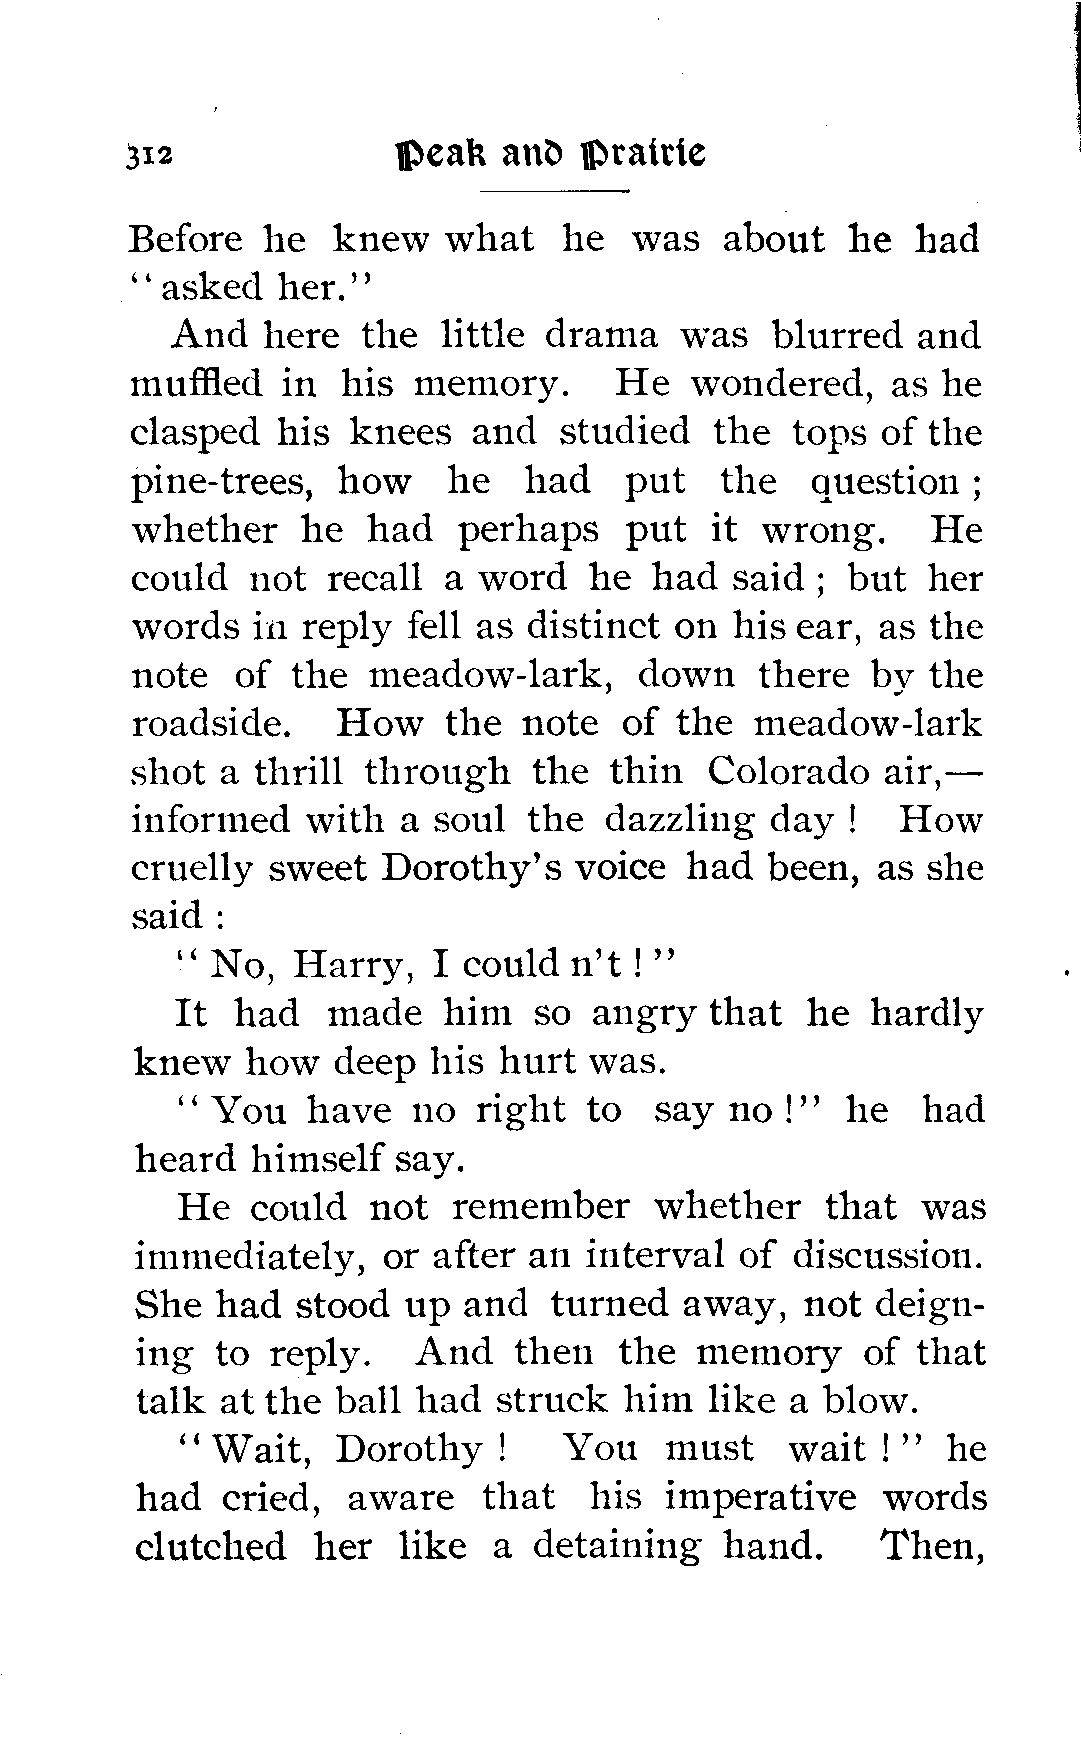 312 Peak and Prairie
Before he knew what he was about he had
"asked her."
And here the little drama was blurred and
muffled in his memory. He wondered, as he
clasped his knees and studied the tops of the
pine-trees, how he had put the question ;
whether he had perhaps put it wrong. He
could not recall a word he had said ; but her
words in reply fell as distinct on his ear, as the
note of the meadow-lark, down there by the
roadside. How the note of the meadow-lark
shot a thrill through the thin Colorado air,—
informed with a soul the dazzling day ! How
cruelly sweet Dorothy's voice had been, as she
said :
"No, Harry, I could n't ! "
It had made him so angry that he hardly
knew how deep his hurt was.
"You have no right to say no !" he had
heard himself say.
He could not remember whether that was
immediately, or after an interval of discussion.
She had stood up and turned away, not deign-
ing to reply. And then the memory of that
talk at the ball had struck him like a blow.
"Wait, Dorothy ! You must wait ! " he
had cried, aware that his imperative words
clutched her like a detaining hand. Then,